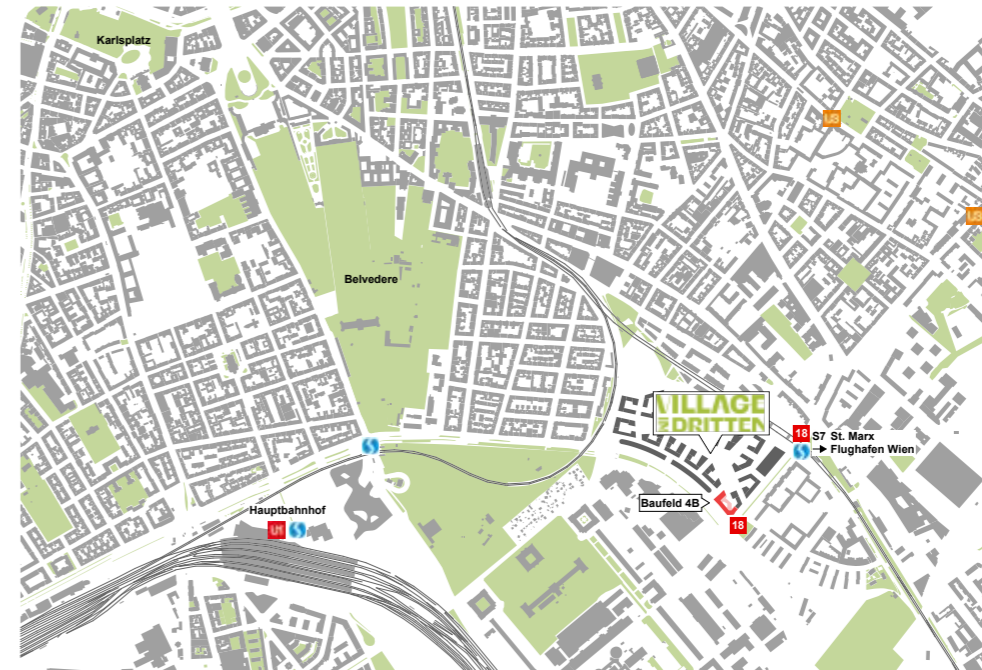 Karlsplatz
U3
U3
Belvedere
VILLAGE
IM DRITTEN
18
S7 St. Marx
Flughafen Wien
Baufeld 4B
18
Hauptbahnhof
U1